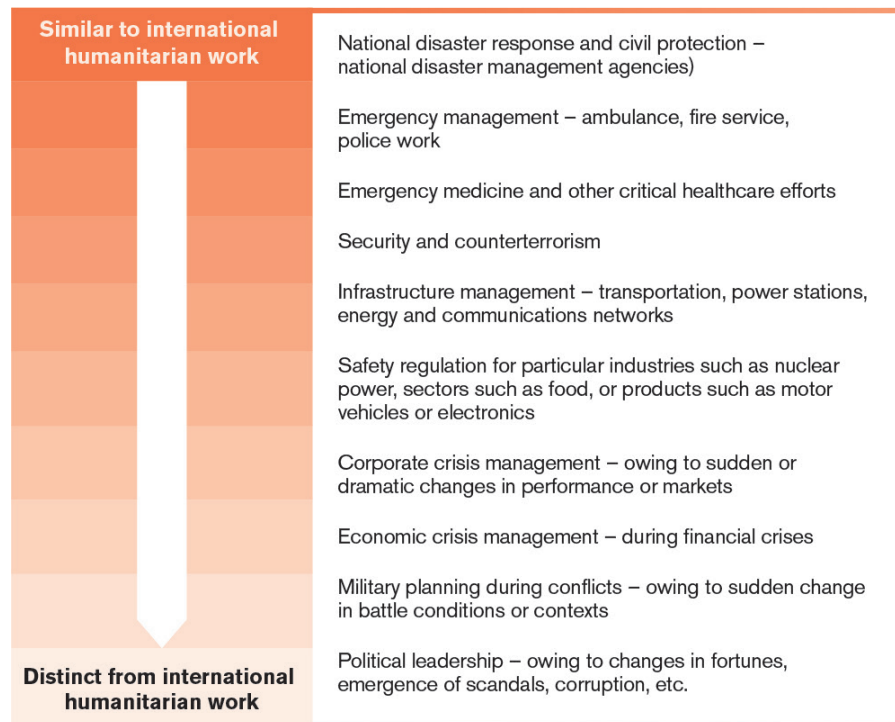 Similar to international
humanitarian work
National disaster response and civil protection –
national disaster management agencies)
Emergency management – ambulance, fire service,
police work
Emergency medicine and other critical healthcare efforts
Security and counterterrorism
Infrastructure management – transportation, power stations,
energy and communications networks
Safety regulation for particular industries such as nuclear
power, sectors such as food, or products such as motor
vehicles or electronics
Corporate crisis management – owing to sudden or
dramatic changes in performance or markets
Economic crisis management – during financial crises
Military planning during conflicts – owing to sudden change
in battle conditions or contexts
Political leadership – owing to changes in fortunes,
emergence of scandals, corruption, etc.
Distinct from international
humanitarian work